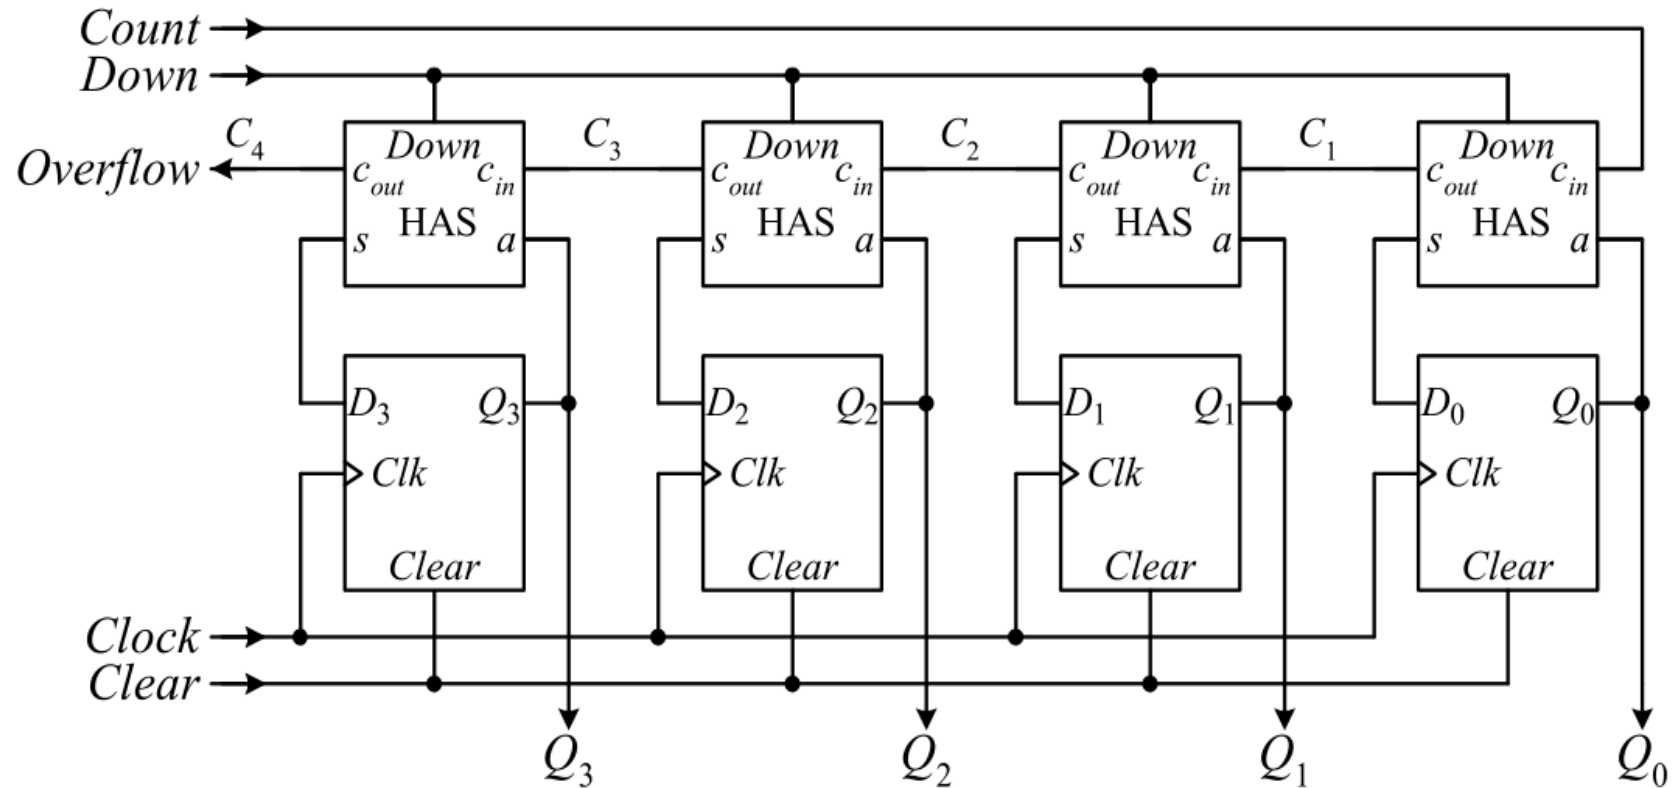 Count
Down
C4 C3 C2 C1
Overflow
Down Down Down Down
cout cin cout cin cout cin cout cin
HAS HAS HAS HAS
s a s a s a s a
D3 Q3 D2 Q2 D1 Q1 D0 Q0
Clk Clk Clk Clk
Clear Clear Clear Clear
Clock
Clear
Q3 Q2 Q1 Q0